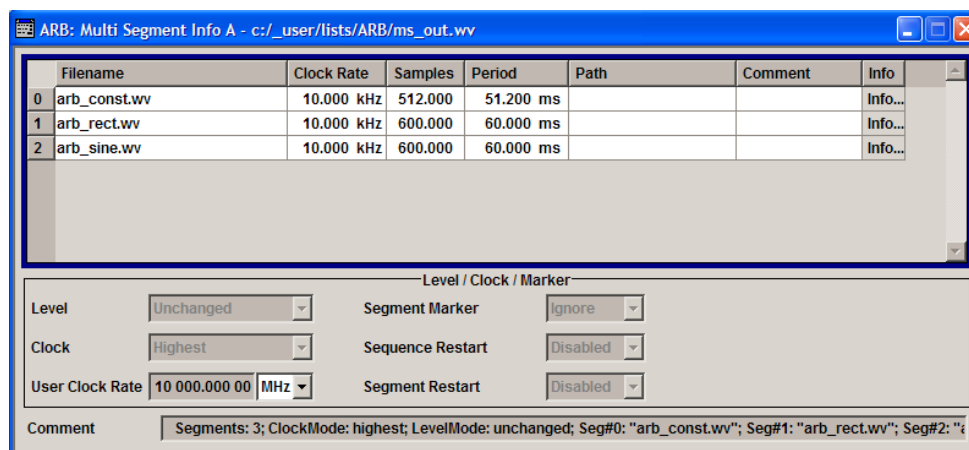 ARB: Multi Segment Info A - c:/_user/lists/ARB/ms_out.wv
Filename Clock Rate Samples Period Path Comment Info
0 arb_const.wv 10.000 kHz 512.000 51.200 ms Info...
1 arb_rect.wv 10.000 kHz 600.000 60.000 ms Info...
2 arb_sine.wv 10.000 kHz 600.000 60.000 ms Info...
Level / Clock / Marker
Level Unchanged Segment Marker Ignore
Clock Highest Sequence Restart Disabled
User Clock Rate 10 000.000 00 MHz Segment Restart Disabled
Comment Segments: 3; ClockMode: highest; LevelMode: unchanged; Seg#0: "arb_const.wv"; Seg#1: "arb_rect.wv"; Seg#2: "